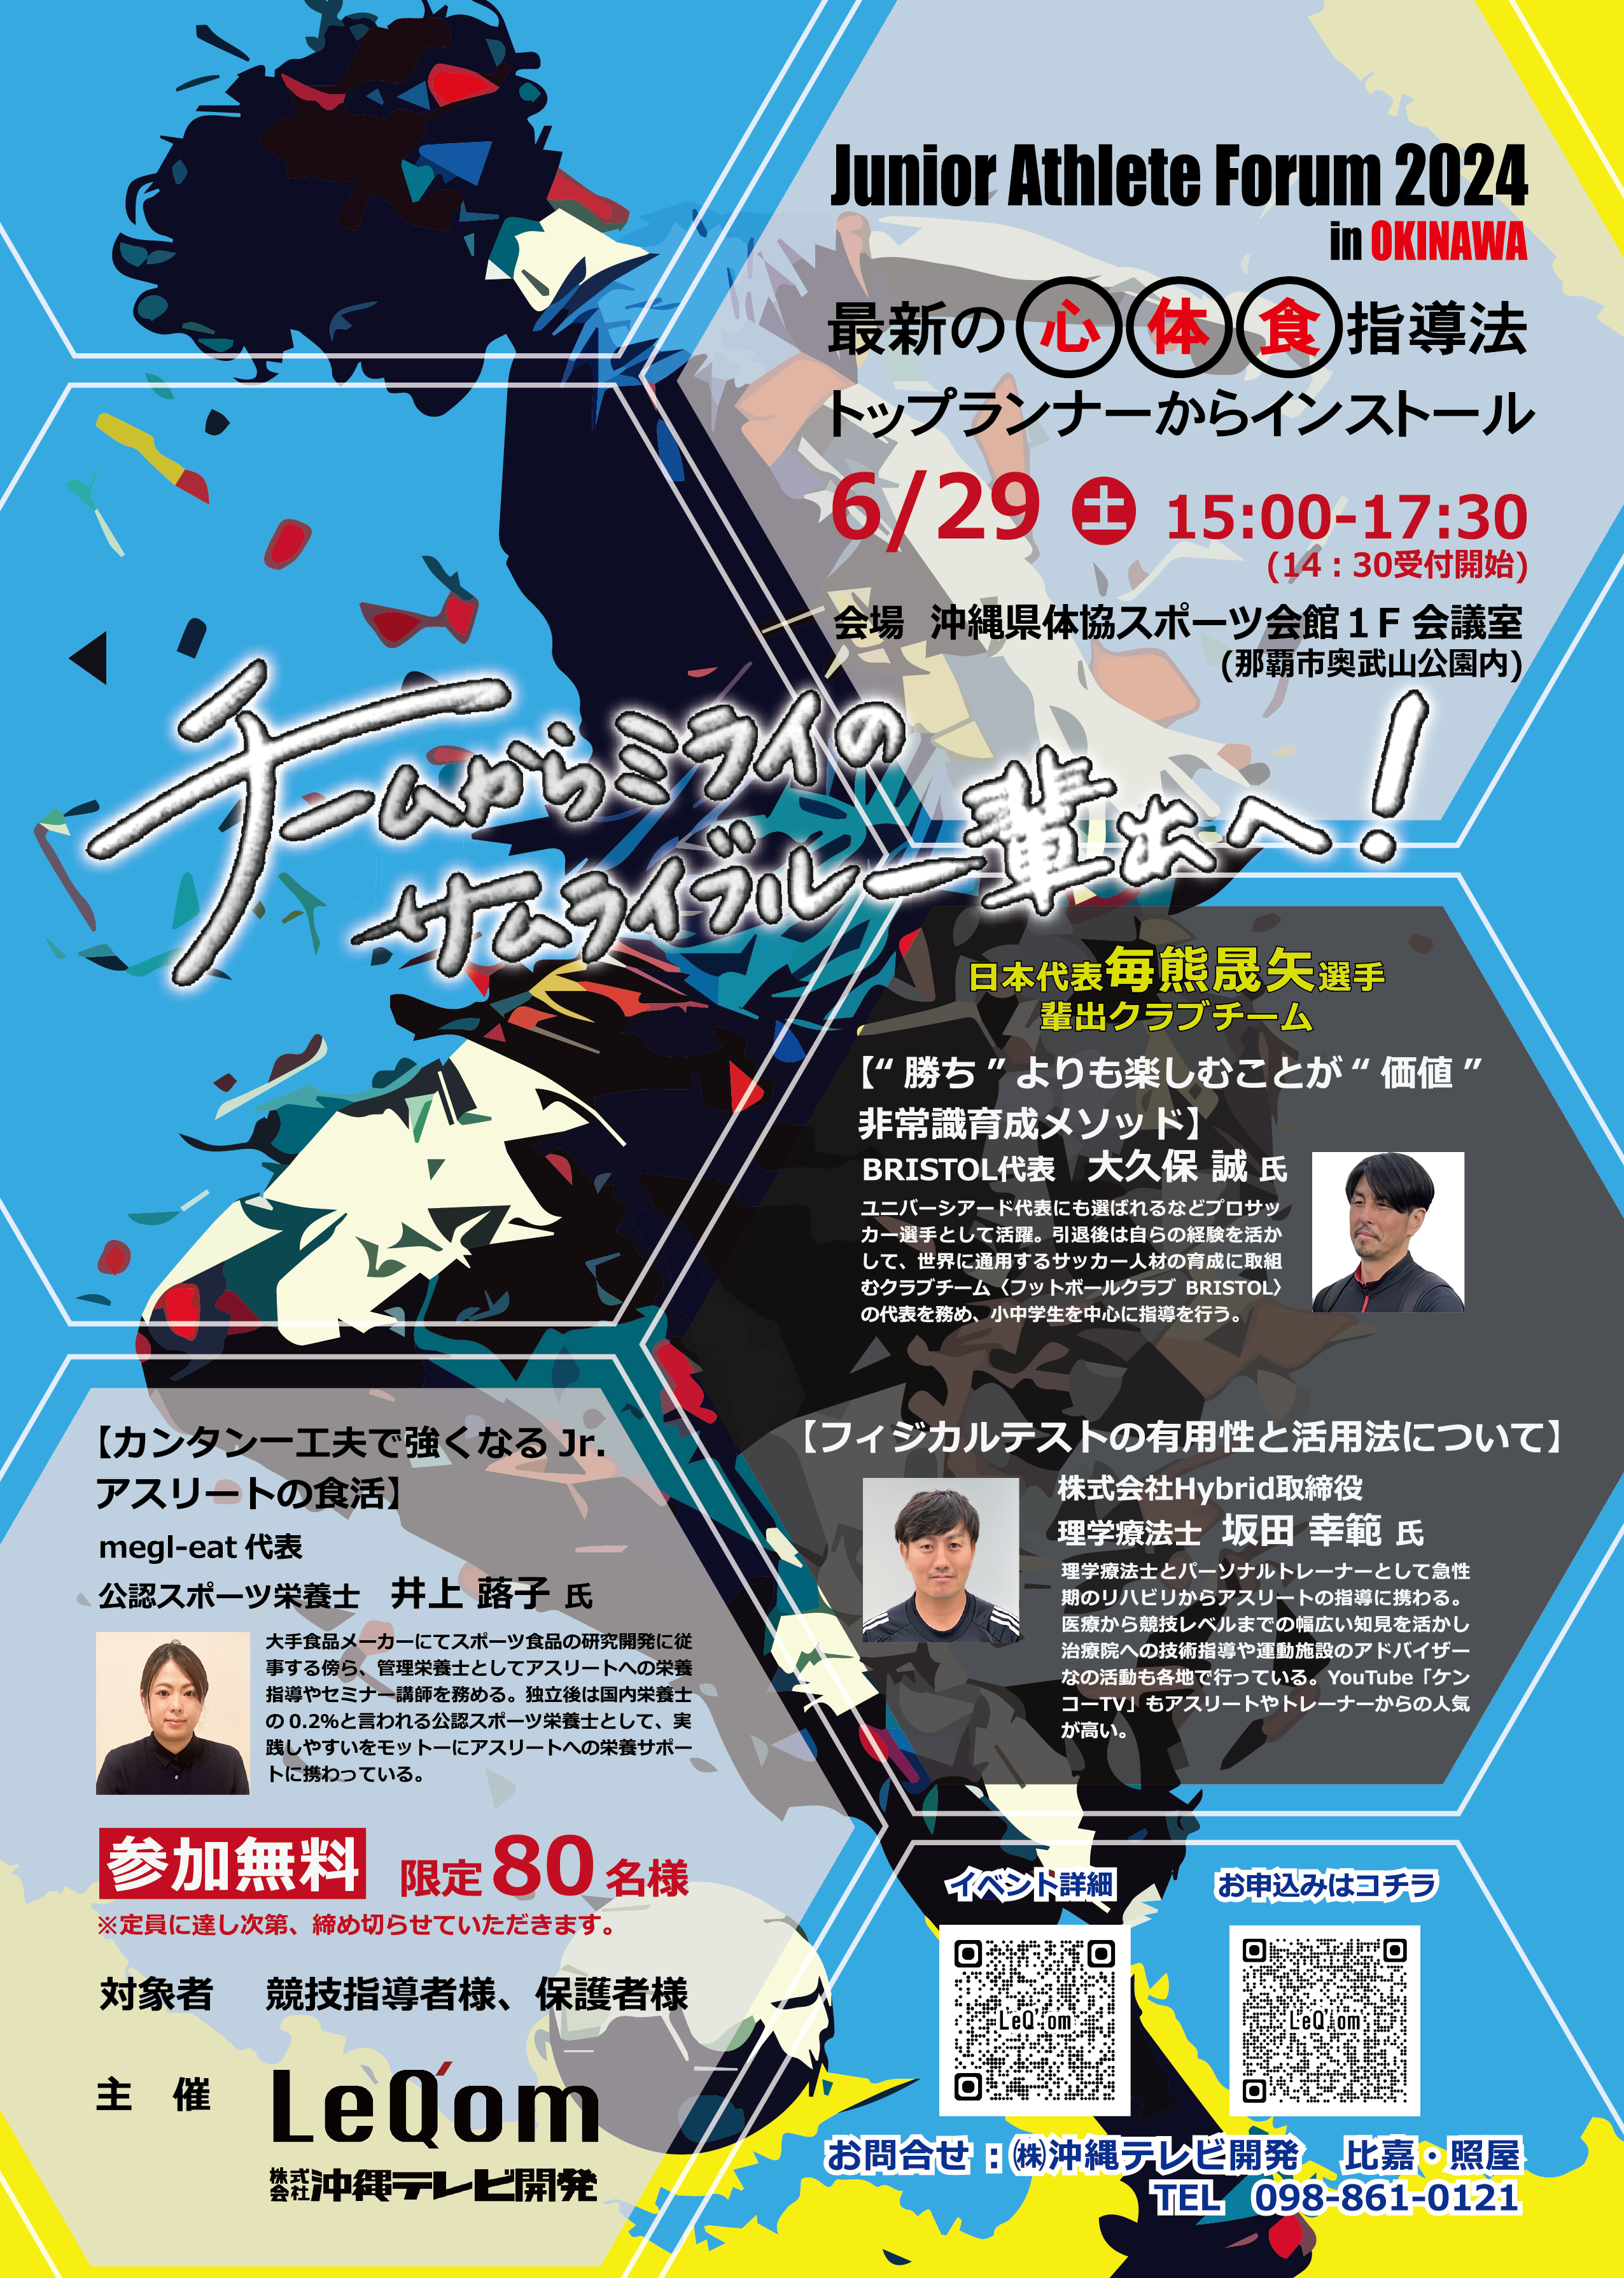 Junior Athlete Forum 2024
in OKINAWA
最新の心体食指導法
トップランナーからインストール
6/29 土 15:00-17:30
(14：30受付開始)
会場 沖縄県体協スポーツ会館１F 会議室
(那覇市奥武山公園内)
チームからミライの
サムライブルー輩出へ！
日本代表毎熊晟矢選手
輩出クラブチーム
【“ 勝ち ” よりも楽しむことが “ 価値 ”
非常識育成メソッド】
BRISTOL代表 大久保 誠 氏
ユニバーシアード代表にも選ばれるなどプロサッ
カー選手として活躍。引退後は自らの経験を活か
して、世界に通用するサッカー人材の育成に取組
むクラブチーム〈フットボールクラブ BRISTOL〉
の代表を務め、小中学生を中心に指導を行う。
【フィジカルテストの有用性と活用法について】
株式会社Hybrid取締役
理学療法士 坂田 幸範 氏
理学療法士とパーソナルトレーナーとして急性
期のリハビリからアスリートの指導に携わる。
医療から競技レベルまでの幅広い知見を活かし
治療院への技術指導や運動施設のアドバイザー
なの活動も各地で行っている。YouTube「ケン
コーTV」もアスリートやトレーナーからの人気
が高い。
【カンタン一工夫で強くなる Jr.
アスリートの食活】
megl-eat 代表
公認スポーツ栄養士 井上 蕗子 氏
大手食品メーカーにてスポーツ食品の研究開発に従
事する傍ら、管理栄養士としてアスリートへの栄養
指導やセミナー講師を務める。独立後は国内栄養士
の 0.2%と言われる公認スポーツ栄養士として、実
践しやすいをモットーにアスリートへの栄養サポー
トに携わっている。
参加無料 限定 80 名様
※定員に達し次第、締め切らせていただきます。
対象者 競技指導者様、保護者様
主 催 LeQ'om
株式会社沖縄テレビ開発
イベント詳細
お申込みはコチラ
LeQ'om
LeQ'om
お問合せ：㈱沖縄テレビ開発 比嘉・照屋
TEL 098-861-0121